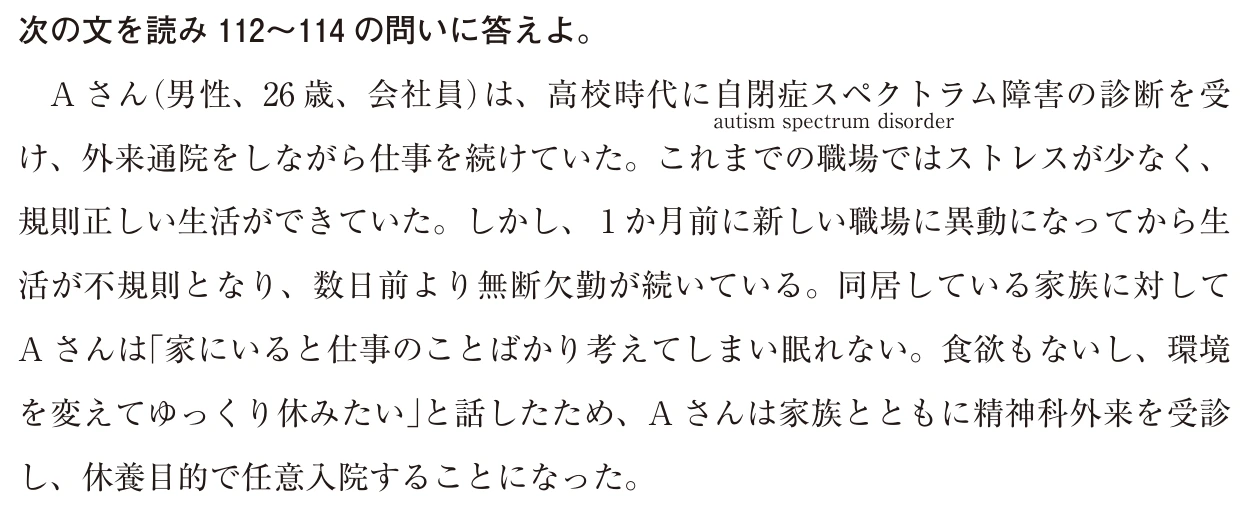 次の文を読み 112～114 の問いに答えよ。
A さん(男性、26 歳、会社員)は、高校時代に自閉症スペクトラム障害の診断を受
autism spectrum disorder
け、外来通院をしながら仕事を続けていた。これまでの職場ではストレスが少なく、
規則正しい生活ができていた。しかし、1 か月前に新しい職場に異動になってから生
活が不規則となり、数日前より無断欠勤が続いている。同居している家族に対して
A さんは「家にいると仕事のことばかり考えてしまい眠れない。食欲もないし、環境
を変えてゆっくり休みたい」と話したため、A さんは家族とともに精神科外来を受診
し、休養目的で任意入院することになった。